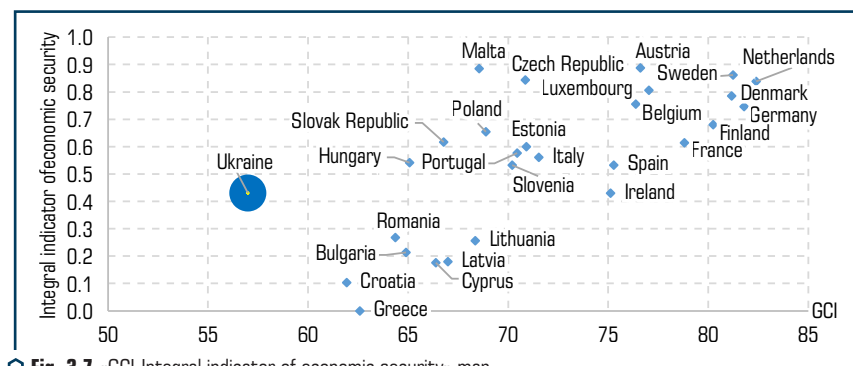 Integral indicator ofeconomic security
1.0
0.9
0.8
0.7
0.6
0.5
0.4
0.3
0.2
0.1
0.0
Malta
Czech Republic
Austria
Netherlands
Sweden
Luxembourg
Denmark
Belgium
Germany
Poland
Slovak Republic
Estonia
Finland
France
Ukraine
Hungary
Portugal
Italy
Spain
Slovenia
Ireland
Romania
Lithuania
Bulgaria
Latvia
Croatia
Cyprus
Greece
GCI
50 55 60 65 70 75 80 85